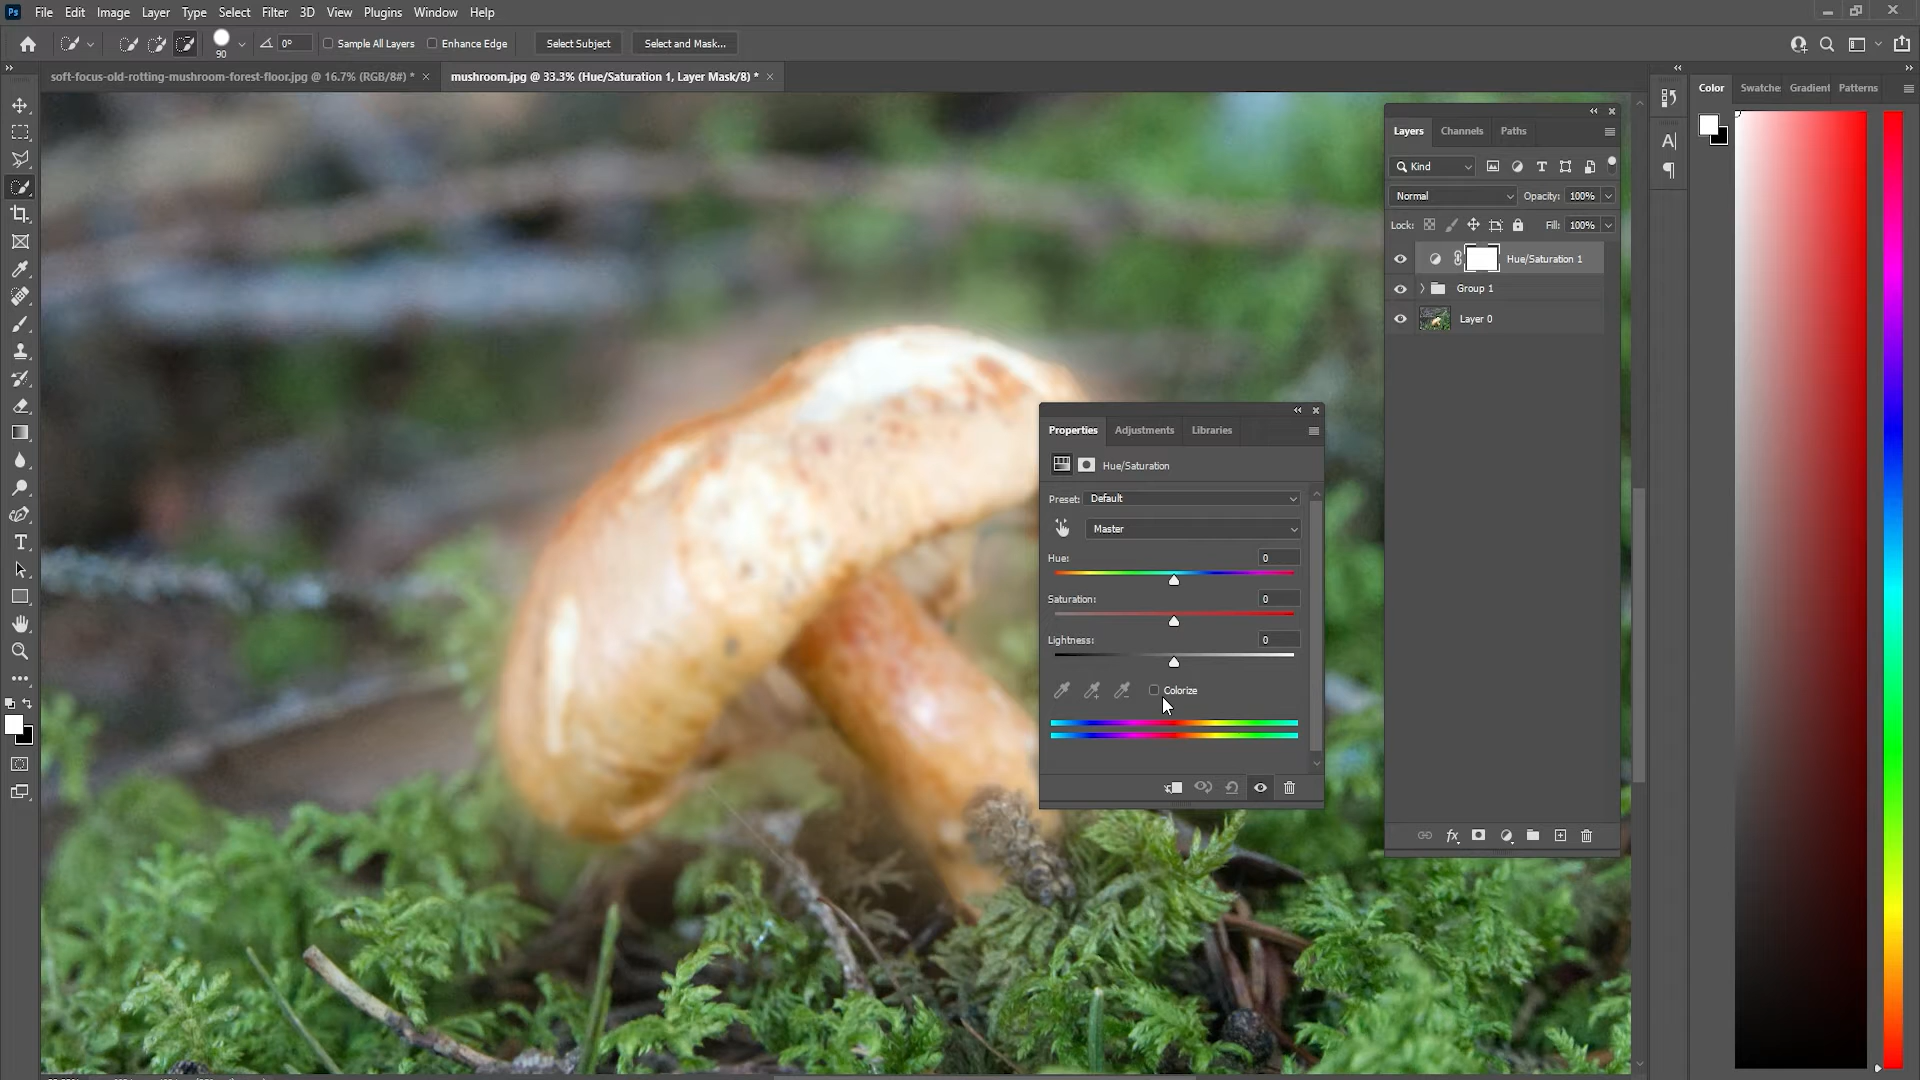 Ps File Edit Image Layer Type Select Filter 3D View Plugins Window Help
90 0° Sample All Layers Enhance Edge Select Subject Select and Mask...
soft-focus-old-rotting-mushroom-forest-floor.jpg @ 16.7% (RGB/8#) * mushroom.jpg @ 33.3% (Hue/Saturation 1, Layer Mask/8) *
Color Swatche Gradient Patterns
Layers Channels Paths
Kind
Normal Opacity: 100%
Lock: Fill: 100%
Hue/Saturation 1
Group 1
Layer 0
Properties Adjustments Libraries
Hue/Saturation
Preset: Default
Master
Hue: 0
Saturation: 0
Lightness: 0
Colorize